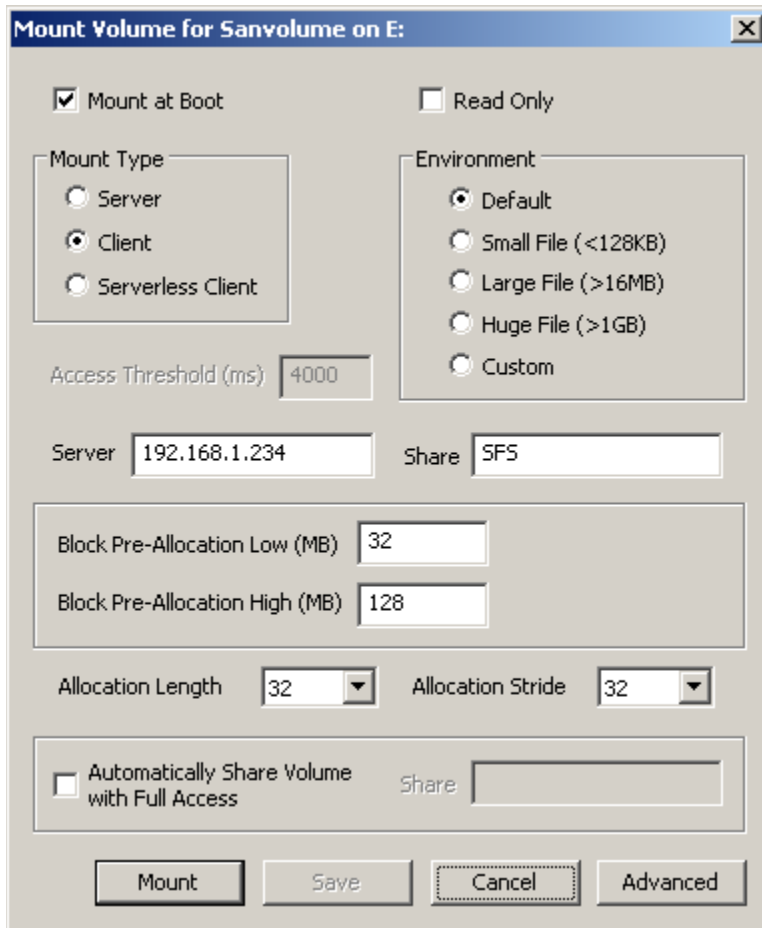 Mount Volume for Sanvolume on E:
Mount at Boot
Read Only
Mount Type
Server
Client
Serverless Client
Environment
Default
Small File (<128KB)
Large File (>16MB)
Huge File (>1GB)
Custom
Access Threshold (ms) 4000
Server 192.168.1.234 Share SFS
Block Pre-Allocation Low (MB) 32
Block Pre-Allocation High (MB) 128
Allocation Length 32 Allocation Stride 32
Automatically Share Volume
with Full Access
Share
Mount Save Cancel Advanced